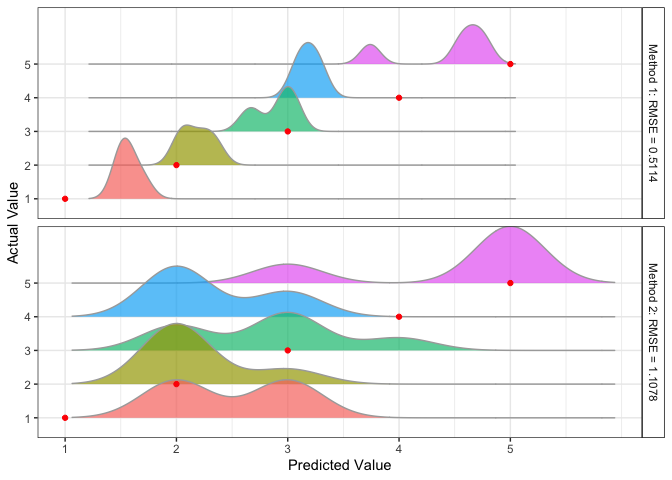 Method 1: RMSE = 0.5114
5
4
3
2
1
Actual Value
Method 2: RMSE = 1.1078
5
4
3
2
1
1 2 3 4 5
Predicted Value